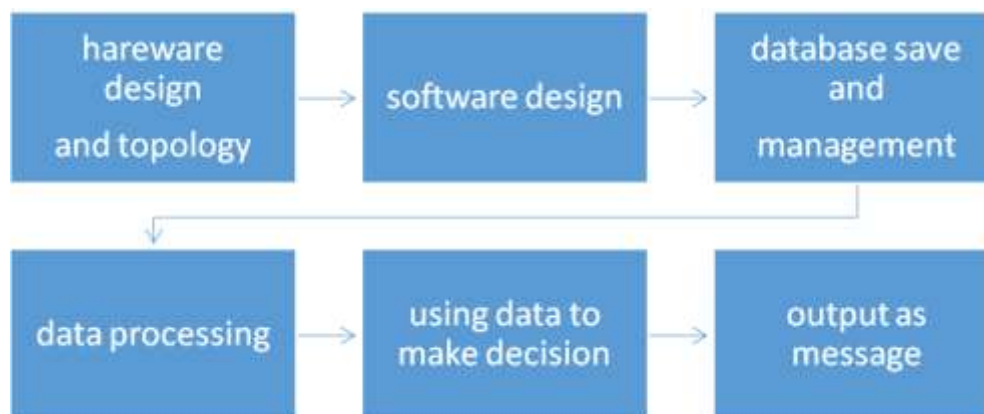 hareware
design
and topology
software design
database save
and
management
data processing
using data to
make decision
output as
message